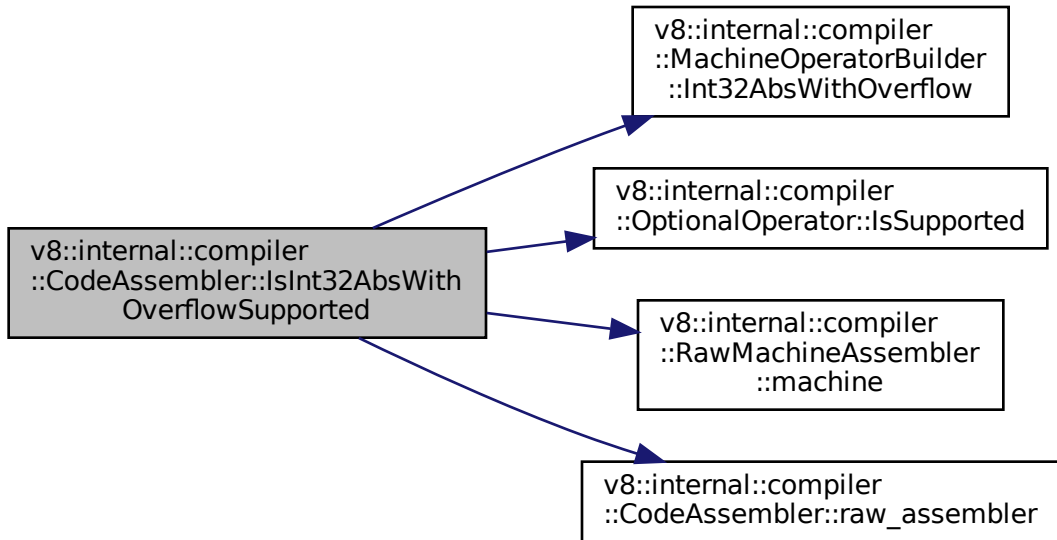 v8::internal::compiler
::MachineOperatorBuilder
::Int32AbsWithOverflow
v8::internal::compiler
::OptionalOperator::IsSupported
v8::internal::compiler
::CodeAssembler::IsInt32AbsWith
OverflowSupported
v8::internal::compiler
::RawMachineAssembler
::machine
v8::internal::compiler
::CodeAssembler::raw_assembler